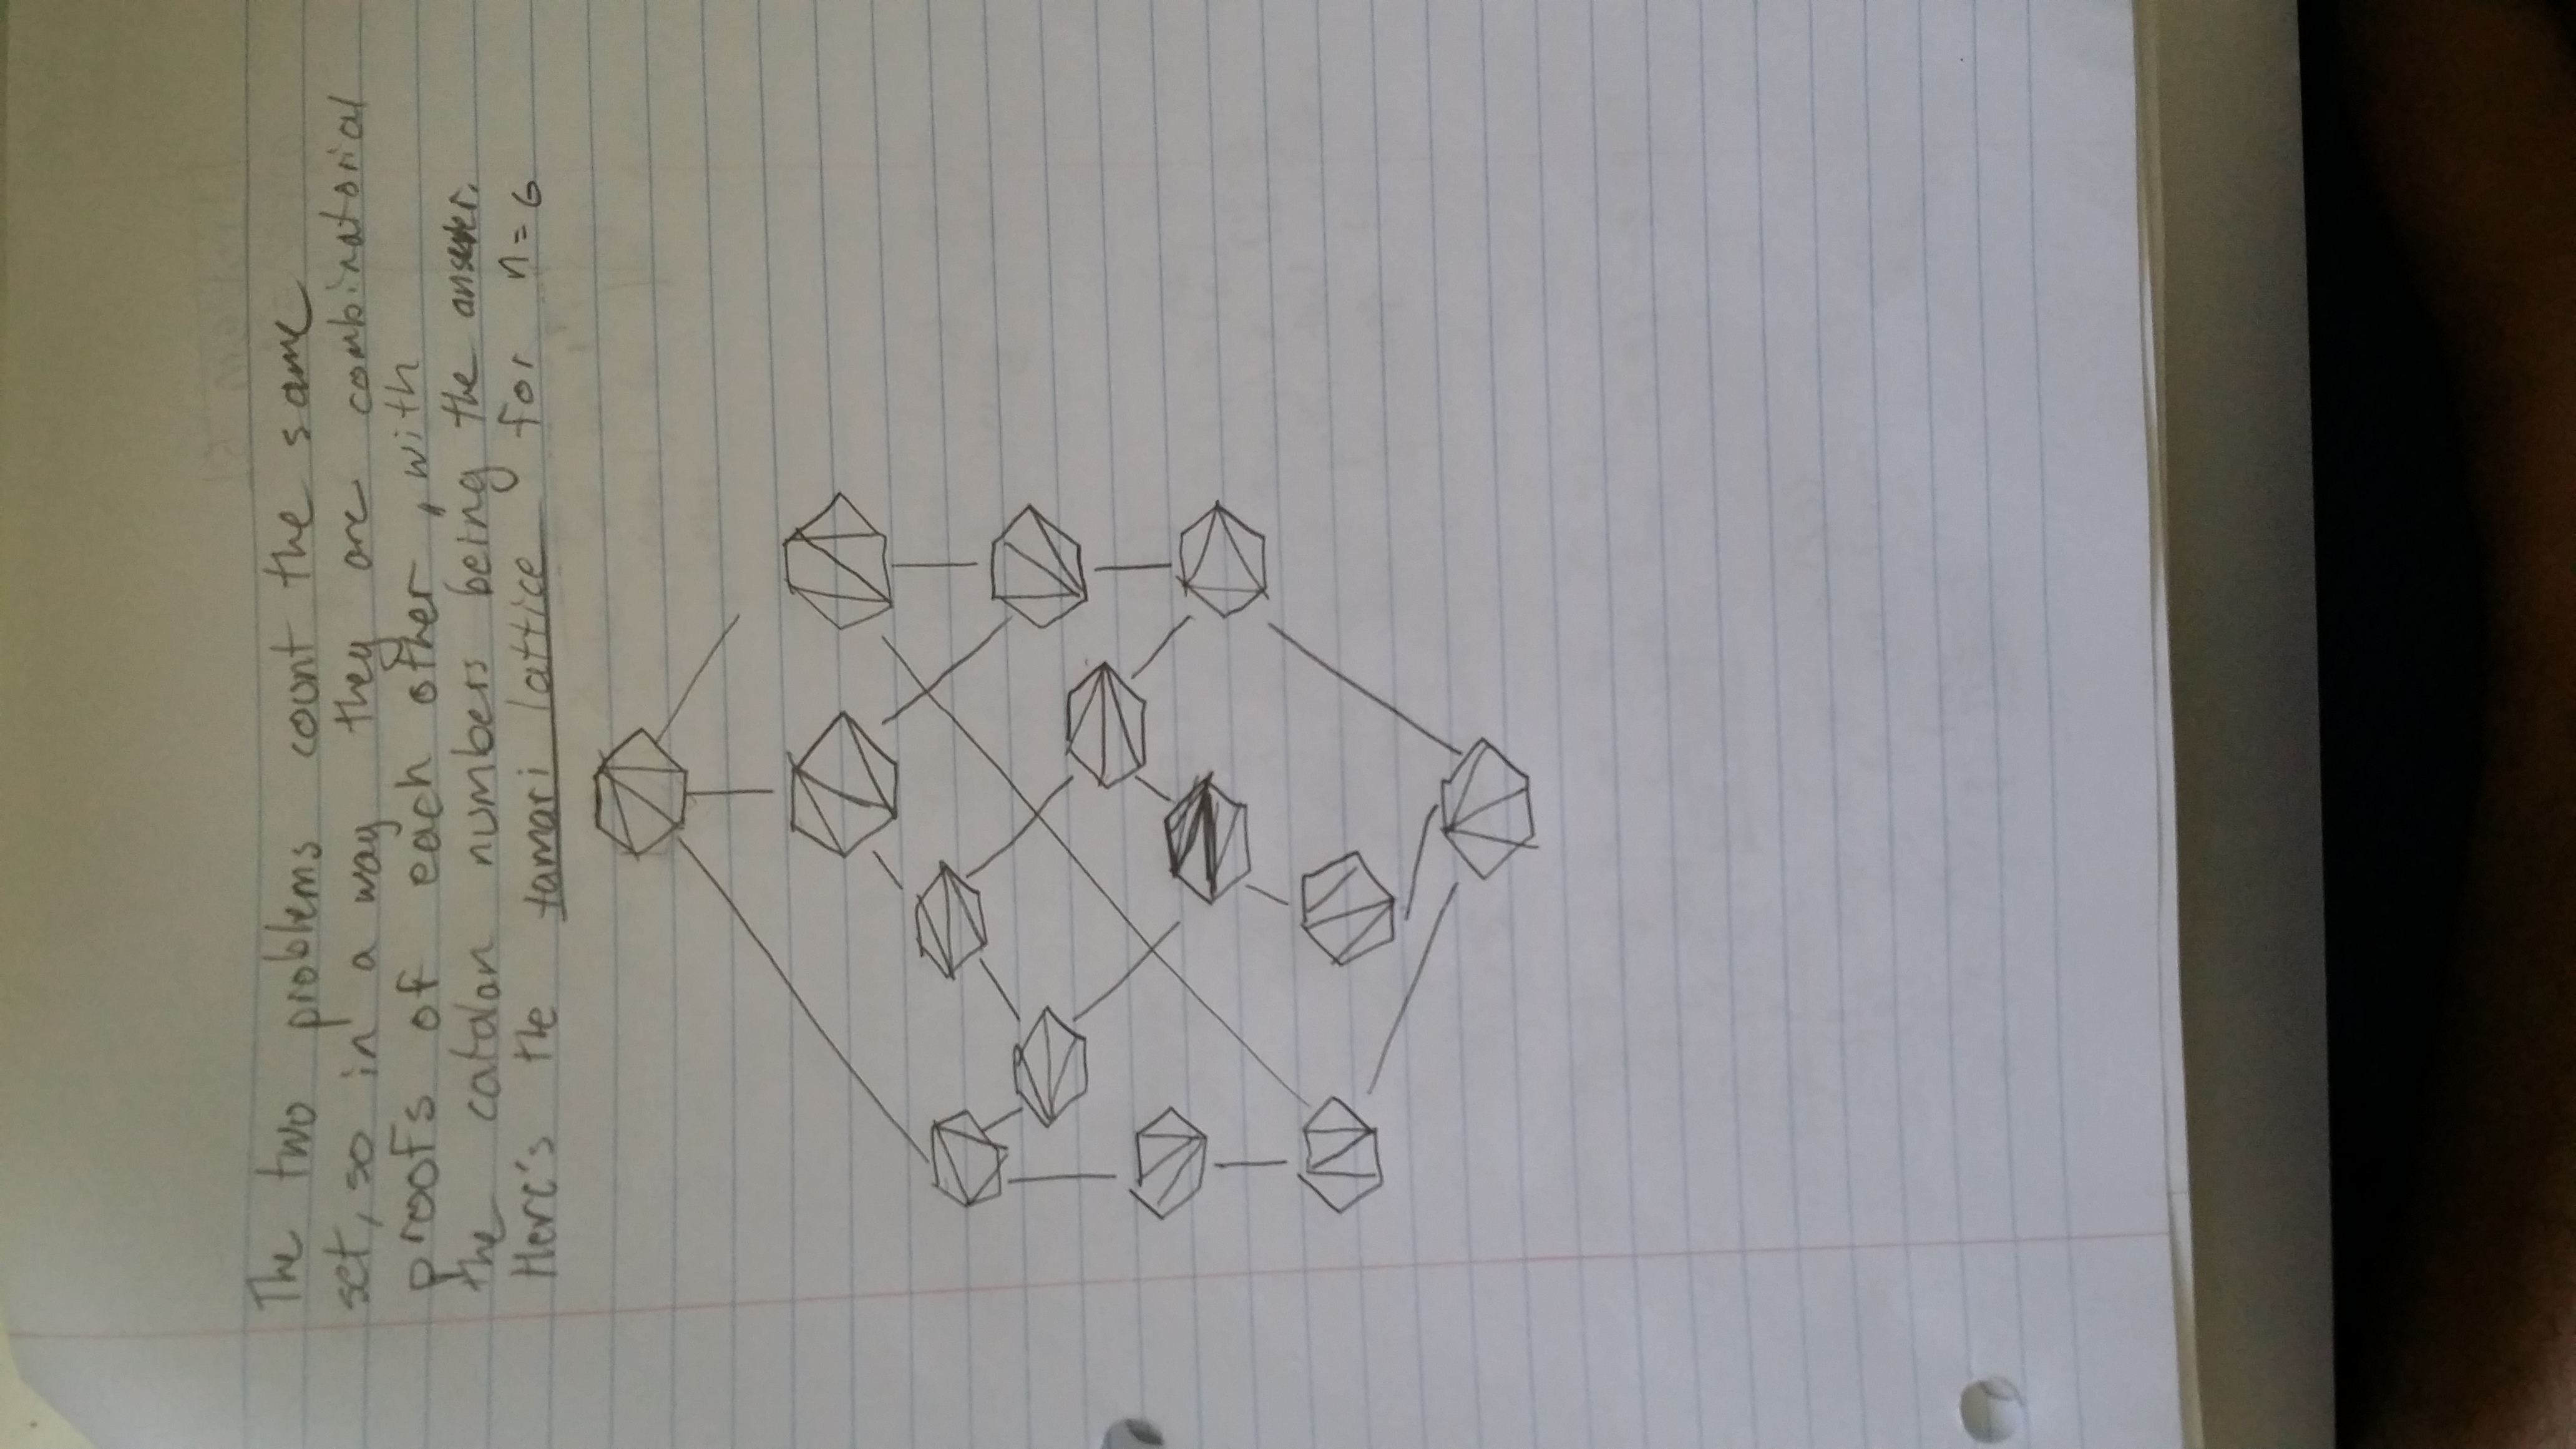 The two problems count the same
set, so in a way they are combinatorial
proofs of each other, with
the catalan numbers being the answer.
Here's the tamari lattice for n=6